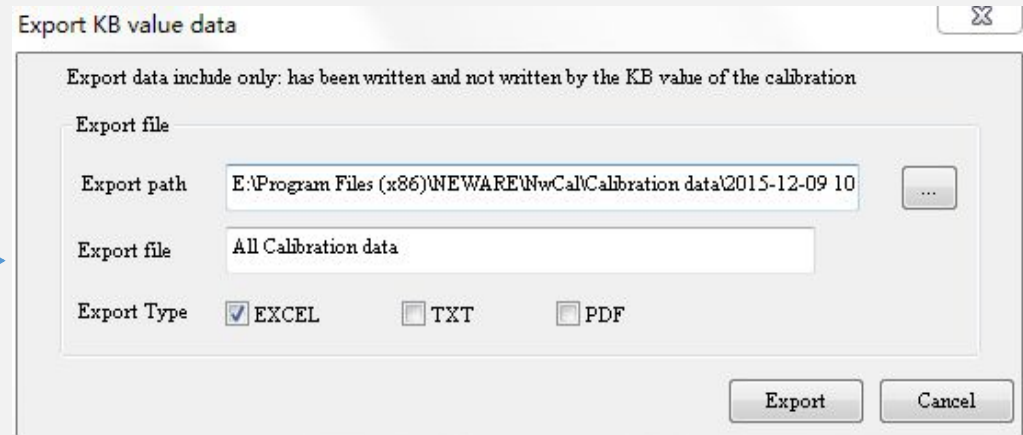 Export KB value data
Export data include only: has been written and not written by the KB value of the calibration
Export file
Export path E:\Program Files (x86)\NEWARE\NwCal\Calibration data\2015-12-09 10 ...
Export file All Calibration data
Export Type EXCEL TXT PDF
Export Cancel